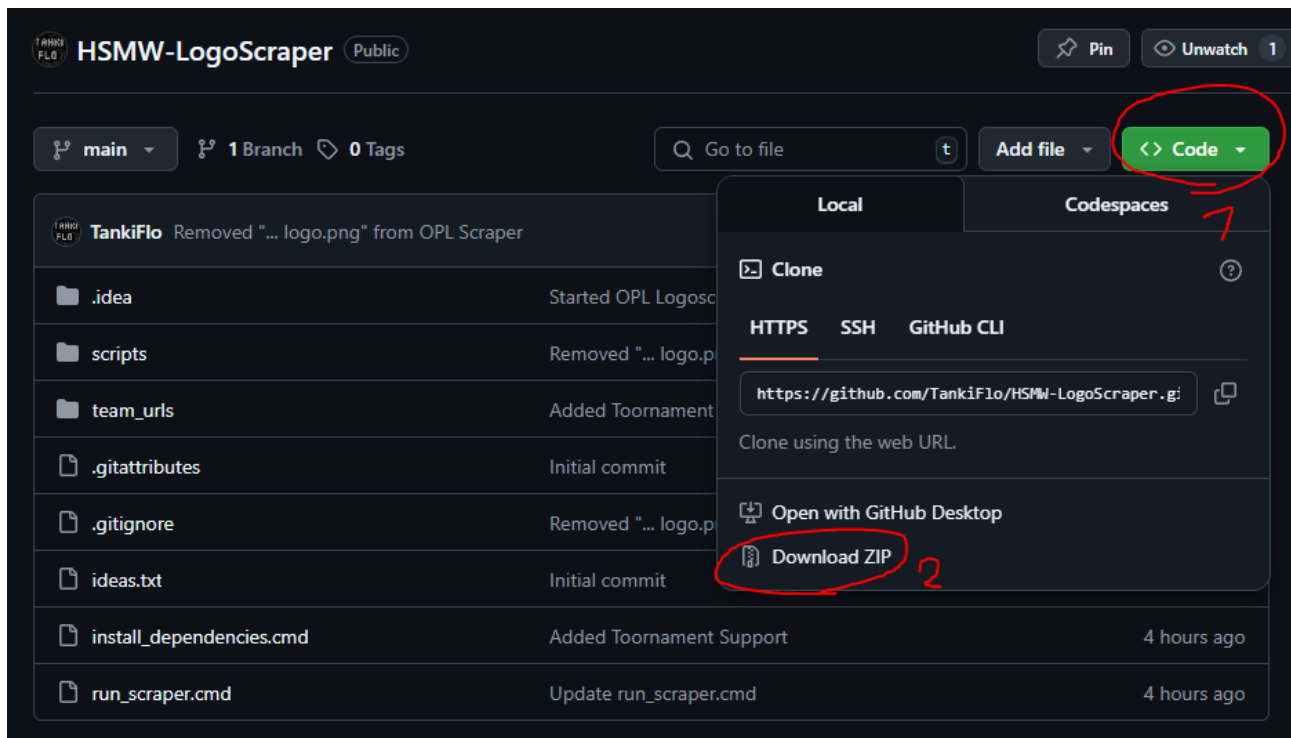 TANKI FLO HSMW-LogoScraper Public Pin Unwatch 1
main 1 Branch 0 Tags Go to file t Add file <> Code
Local Codespaces 1
TANKI FLO TankiFlo Removed "... logo.png" from OPL Scraper
Clone
.idea Started OPL Logosc
HTTPS SSH GitHub CLI
scripts Removed "... logo.p
https://github.com/TankiFlo/HSMW-LogoScraper.gi
team_urls Added Toornament
Clone using the web URL.
.gitattributes Initial commit
Open with GitHub Desktop
.gitignore Removed "... logo.p
Download ZIP 2
ideas.txt Initial commit
install_dependencies.cmd Added Toornament Support 4 hours ago
run_scraper.cmd Update run_scraper.cmd 4 hours ago